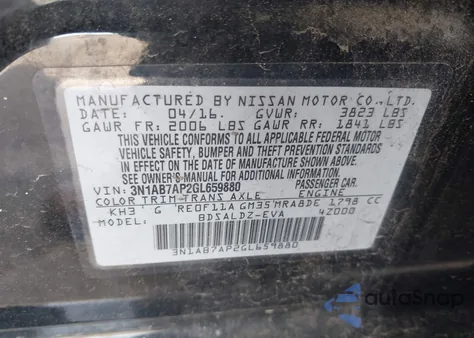 MANUFACTURED BY NISSAN MOTOR CO., LTD.
DATE: 04/16. GVWR: 3823 LBS
GAWR FR: 2006 LBS GAWR RR: 1841 LBS
THIS VEHICLE CONFORMS TO ALL APPLICABLE FEDERAL MOTOR
VEHICLE SAFETY, BUMPER, AND THEFT PREVENTION STANDARDS
IN EFFECT ON THE DATE OF MANUFACTURE SHOWN ABOVE.
SEE OWNER'S MANUAL FOR ADDITIONAL INFORMATION.
VIN: 3N1AB7AP2GL659880 PASSENGER CAR
COLOR TRIM TRANS AXLE ENGINE
KH3 G RE0F11A GM35 MRA8DE 1798 CC
MODEL: BDSALDZ-EVA 4Z000
3N1AB7AP2GL659880
autoSnap